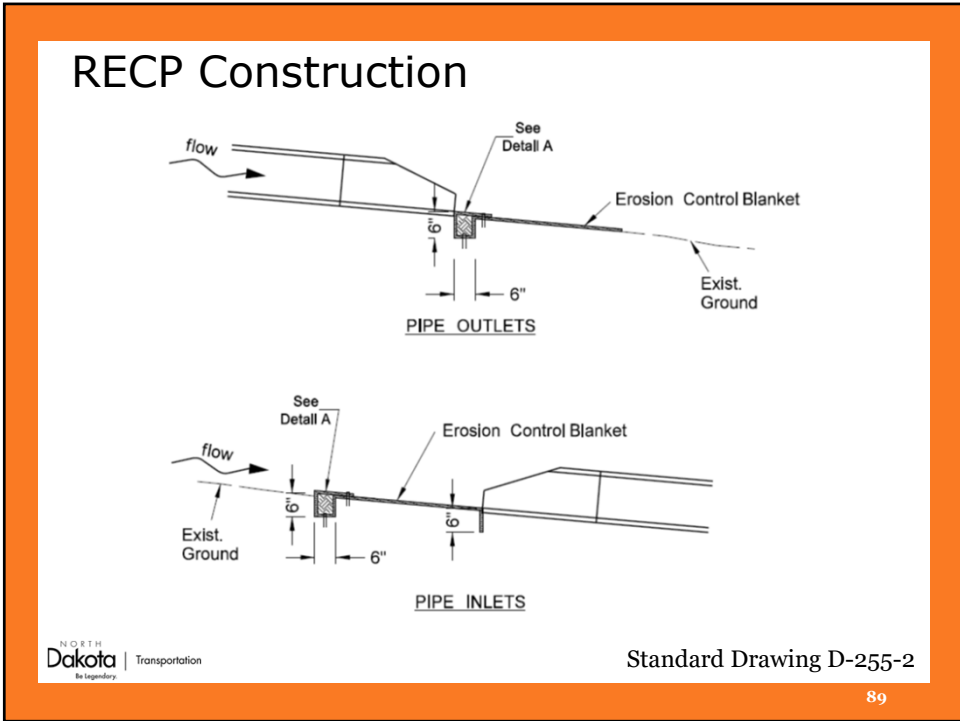 RECP Construction
flow
See
Detail A
6"
Erosion Control Blanket
6"
Exist.
Ground
PIPE OUTLETS
See
Detail A
Erosion Control Blanket
flow
6"
6"
Exist.
Ground
6"
PIPE INLETS
NORTH
Dakota | Transportation
Be Legendary.
Standard Drawing D-255-2
89